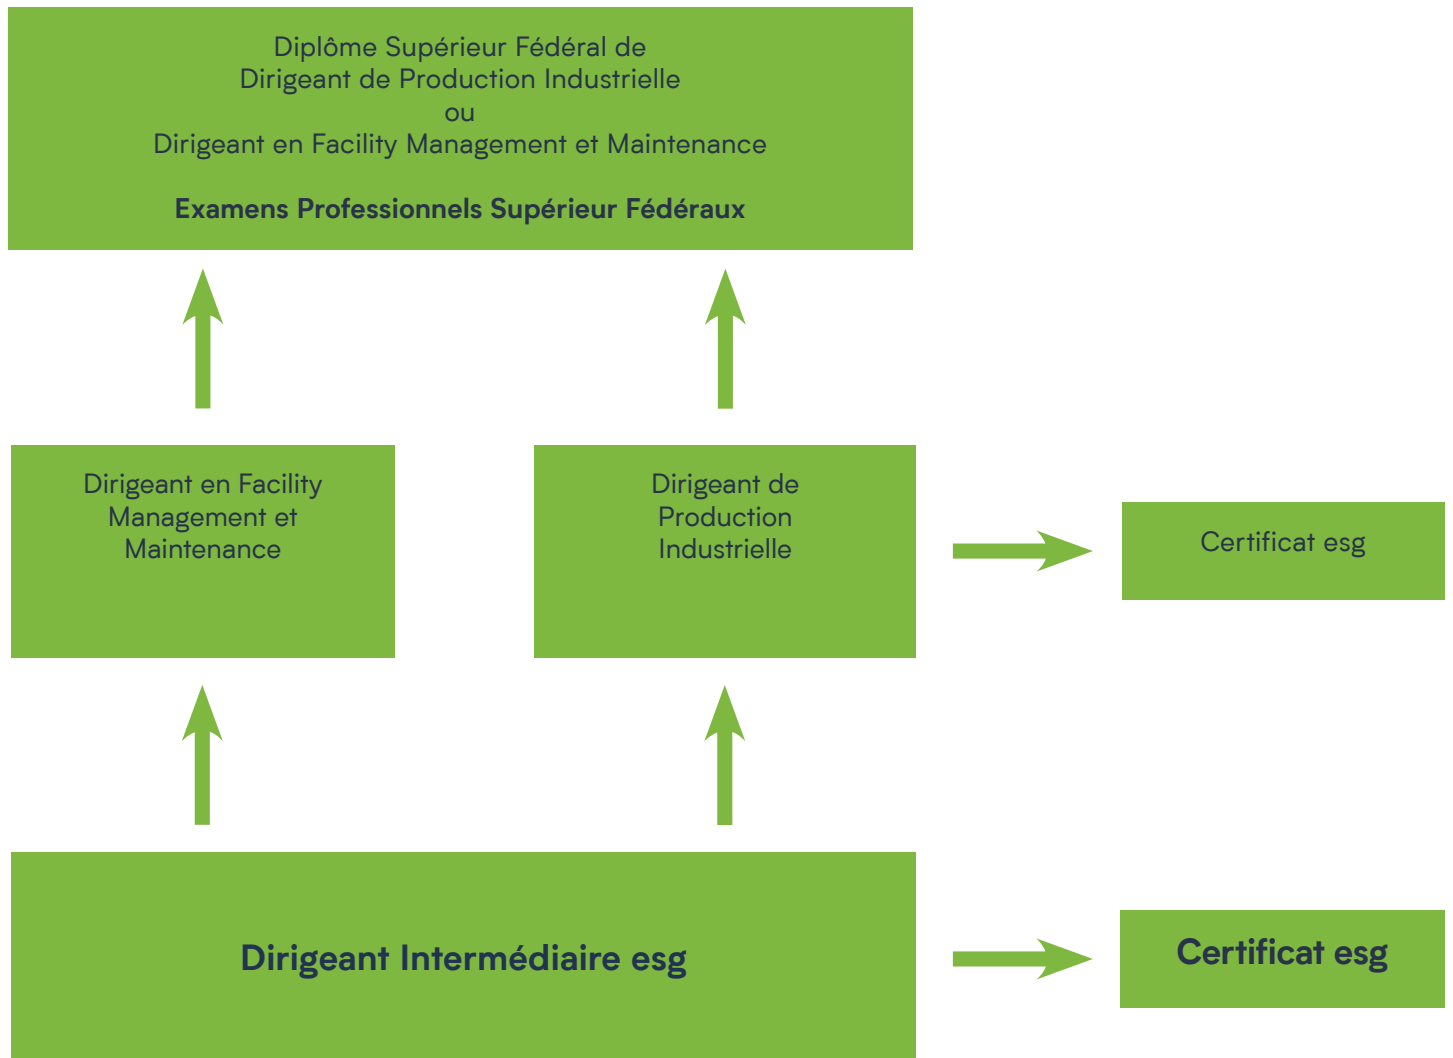 Diplôme Supérieur Fédéral de
Dirigeant de Production Industrielle
ou
Dirigeant en Facility Management et Maintenance
Examens Professionnels Supérieur Fédéraux
Dirigeant en Facility
Management et
Maintenance
Dirigeant de
Production
Industrielle
Certificat esg
Dirigeant Intermédiaire esg
Certificat esg